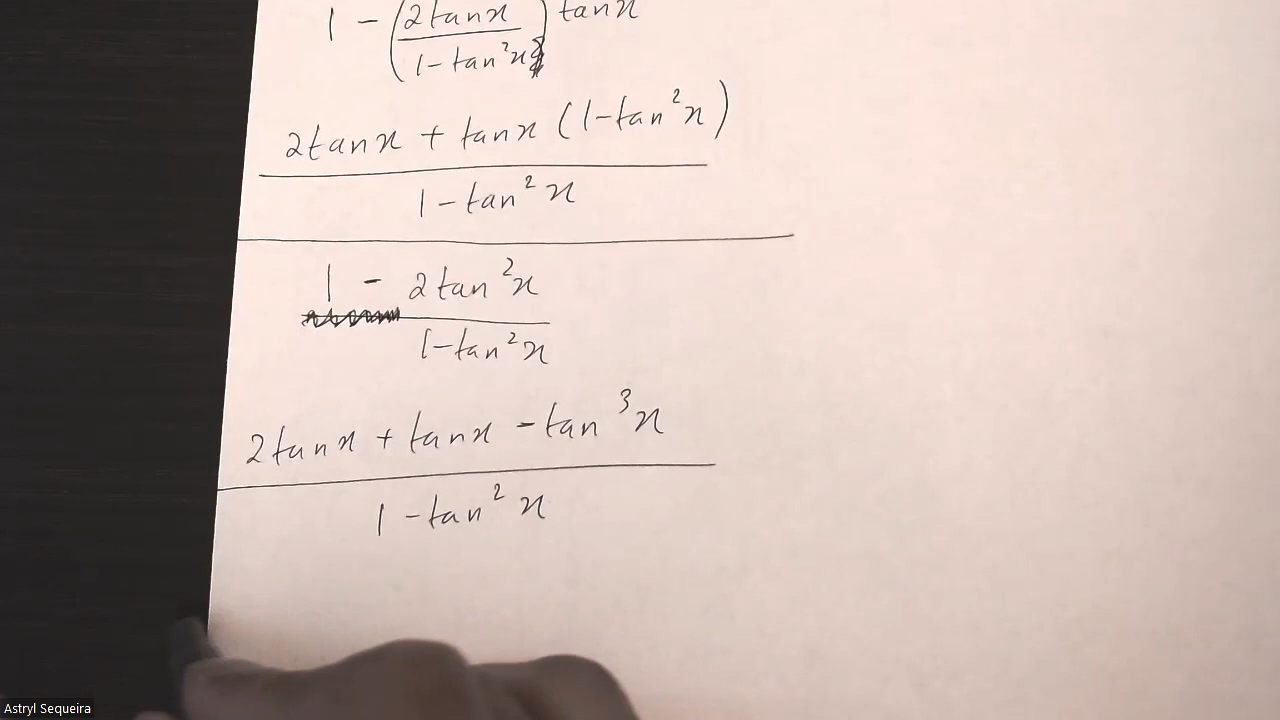 1 - (2tanx / 1-tan²x) tanx
2tanx + tanx (1-tan²x)
1-tan²x
1 - 2tan²x
1-tan²x
2tanx + tanx - tan³x
1-tan²x
Astryl Sequeira